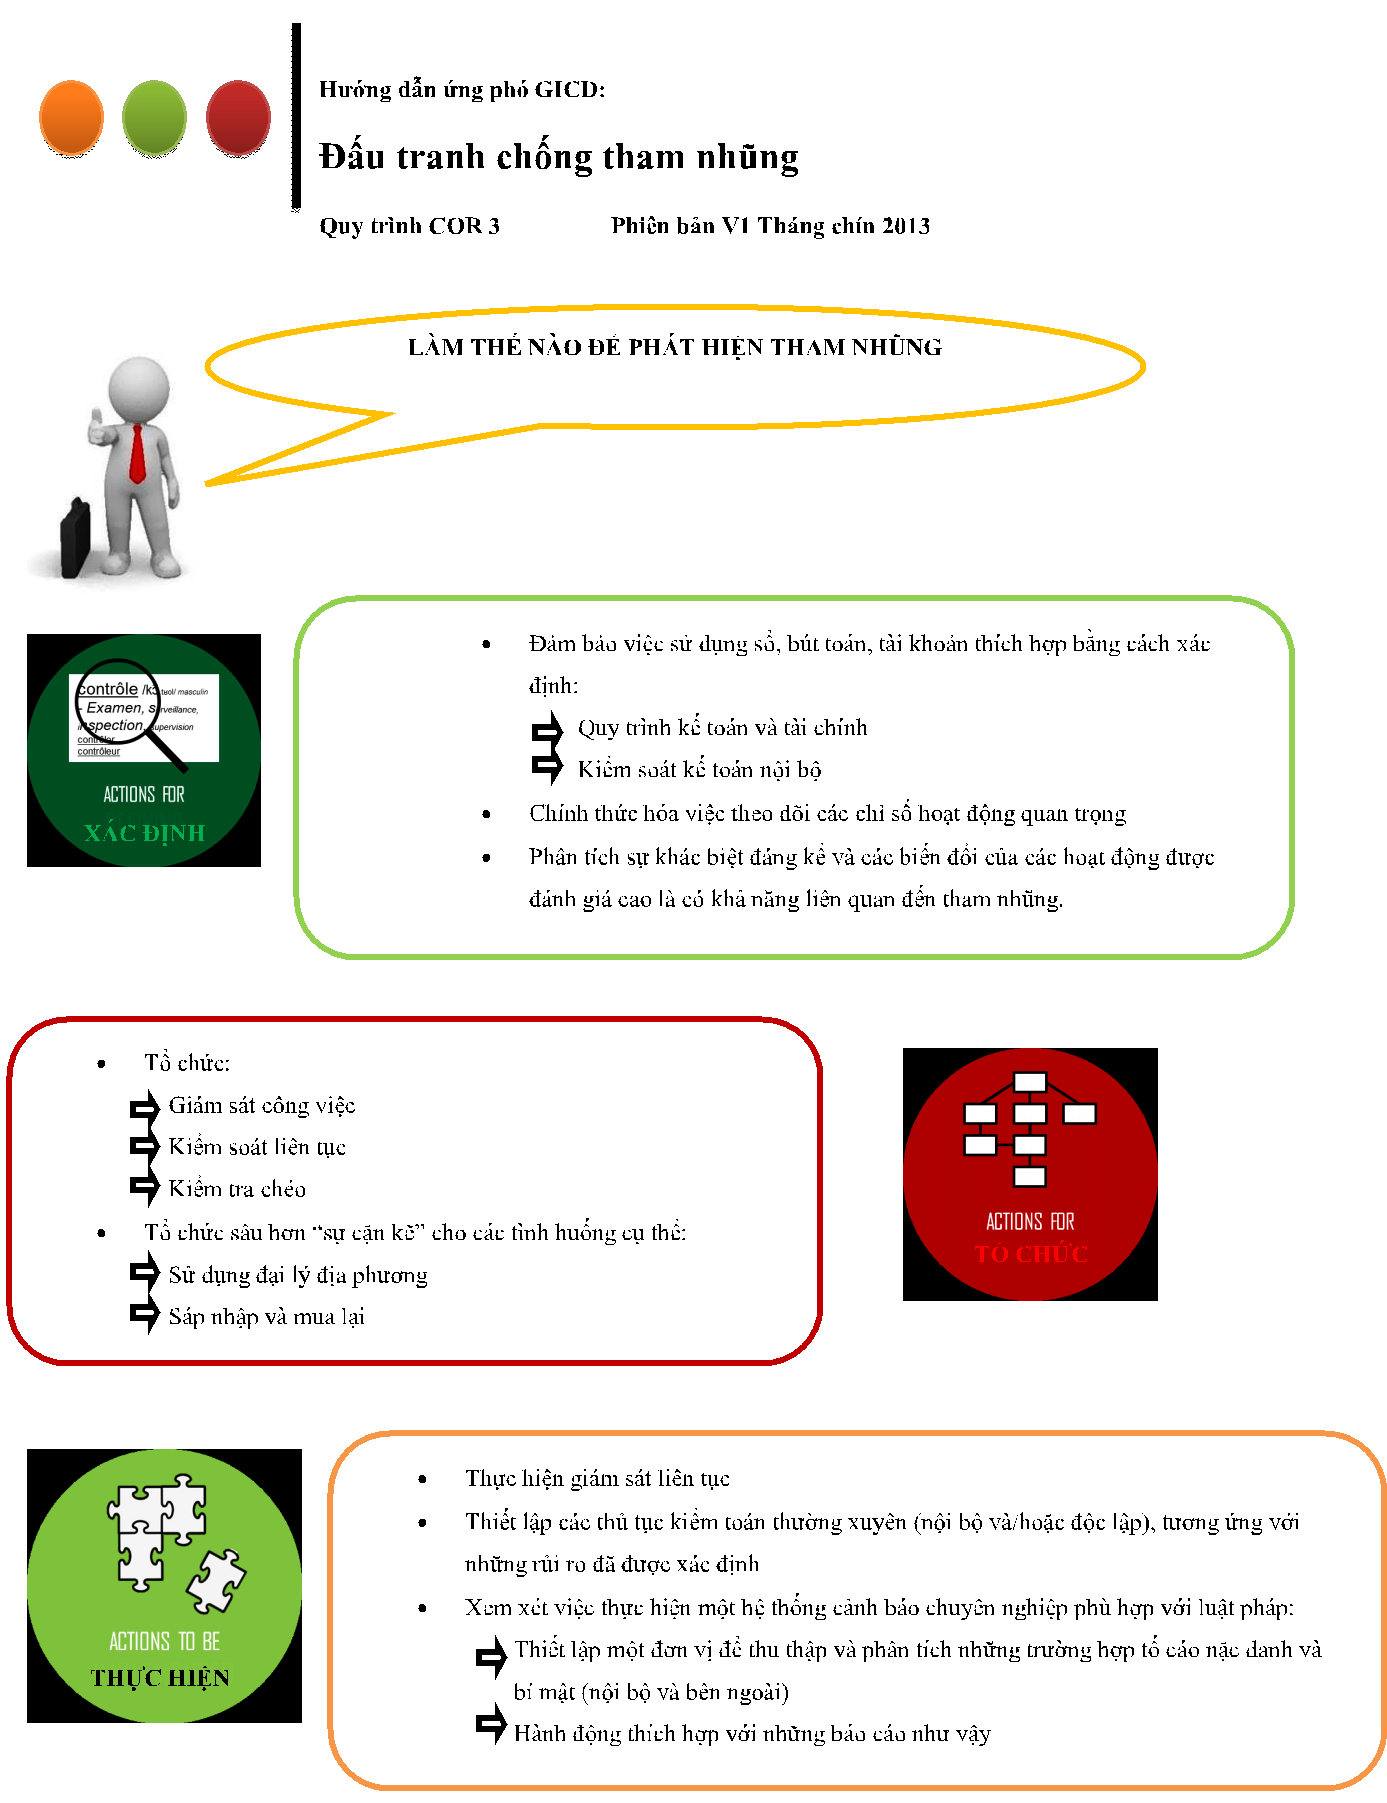 Hướng dẫn ứng phó GICD:
Đấu tranh chống tham nhũng
Quy trình COR 3 Phiên bản V1 Tháng chín 2013
LÀM THẾ NÀO ĐỂ PHÁT HIỆN THAM NHŨNG
contrôle /kɔ̃tʁol/ masculin
- Examen, surveillance,
inspection, supervision
contrôler
contrôleur
ACTIONS FOR
XÁC ĐỊNH
• Đảm bảo việc sử dụng sổ, bút toán, tài khoản thích hợp bằng cách xác
định:
Quy trình kế toán và tài chính
Kiểm soát kế toán nội bộ
• Chính thức hóa việc theo dõi các chỉ số hoạt động quan trọng
• Phân tích sự khác biệt đáng kể và các biến đổi của các hoạt động được
đánh giá cao là có khả năng liên quan đến tham nhũng.
• Tổ chức:
Giám sát công việc
Kiểm soát liên tục
Kiểm tra chéo
• Tổ chức sâu hơn “sự cặn kẽ” cho các tình huống cụ thể:
Sử dụng đại lý địa phương
Sáp nhập và mua lại
ACTIONS FOR
TỔ CHỨC
ACTIONS TO BE
THỰC HIỆN
• Thực hiện giám sát liên tục
• Thiết lập các thủ tục kiểm toán thường xuyên (nội bộ và/hoặc độc lập), tương ứng với
những rủi ro đã được xác định
• Xem xét việc thực hiện một hệ thống cảnh báo chuyên nghiệp phù hợp với luật pháp:
Thiết lập một đơn vị để thu thập và phân tích những trường hợp tố cáo nặc danh và
bí mật (nội bộ và bên ngoài)
Hành động thích hợp với những báo cáo như vậy